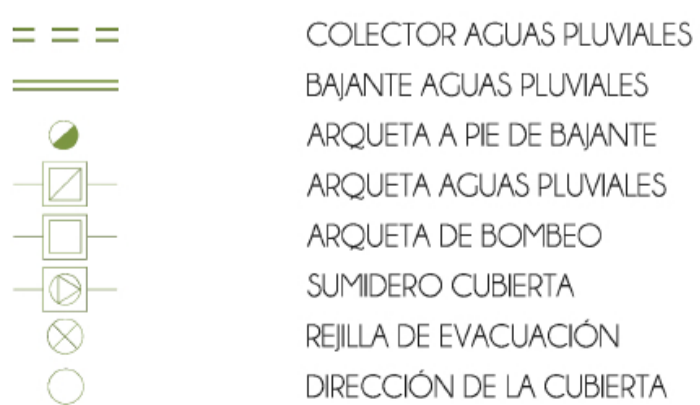 COLECTOR AGUAS PLUVIALES
BAJANTE AGUAS PLUVIALES
ARQUETA A PIE DE BAJANTE
ARQUETA AGUAS PLUVIALES
ARQUETA DE BOMBEO
SUMIDERO CUBIERTA
REJILLA DE EVACUACIÓN
DIRECCIÓN DE LA CUBIERTA